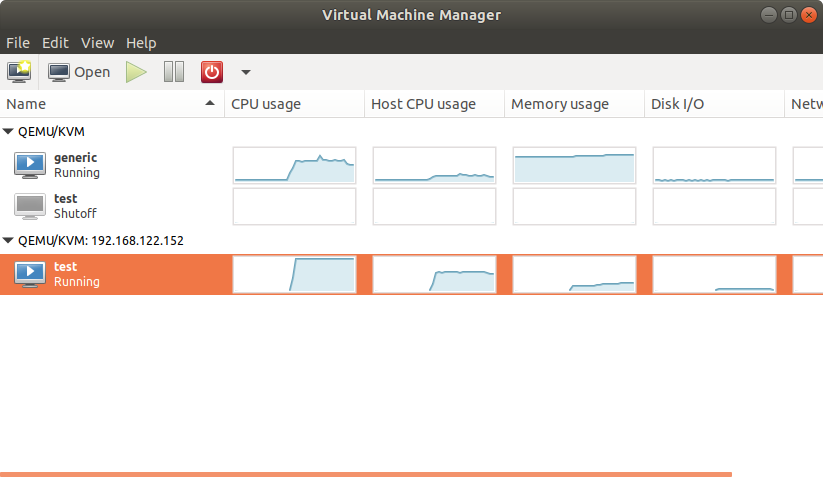 Virtual Machine Manager
File Edit View Help
Open
Name CPU usage Host CPU usage Memory usage Disk I/O Netw
QEMU/KVM
generic
Running
test
Shutoff
QEMU/KVM: 192.168.122.152
test
Running